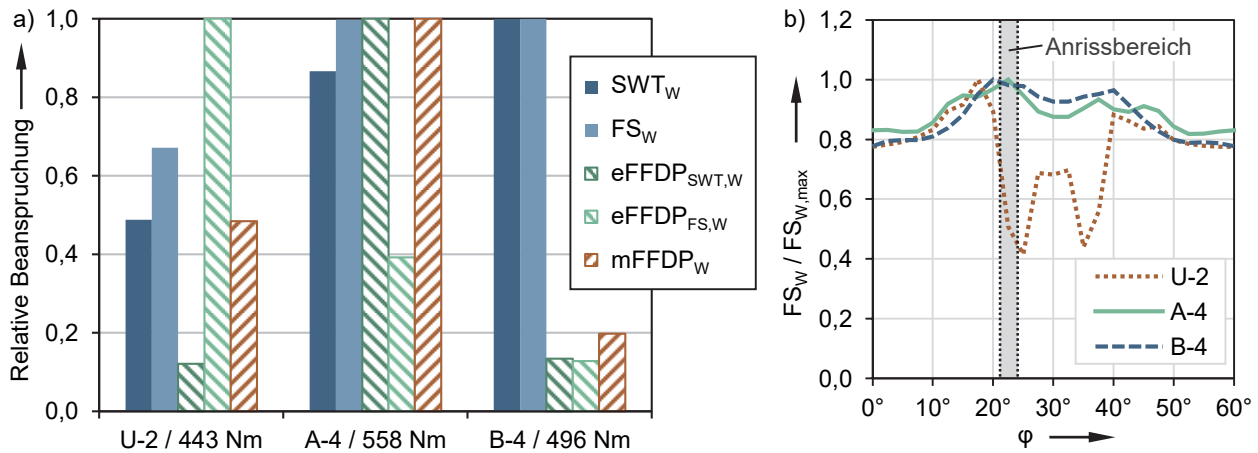 a)
Relative Beanspruchung
1,0
0,8
0,6
0,4
0,2
0,0
U-2 / 443 Nm
A-4 / 558 Nm
B-4 / 496 Nm
SWT_W
FS_W
eFFDP_SWT,W
eFFDP_FS,W
mFFDP_W
b)
FS_W / FS_W,max
1,2
1,0
0,8
0,6
0,4
0,2
0,0
Anrissbereich
U-2
A-4
B-4
0°
10°
20°
30°
40°
50°
60°
φ